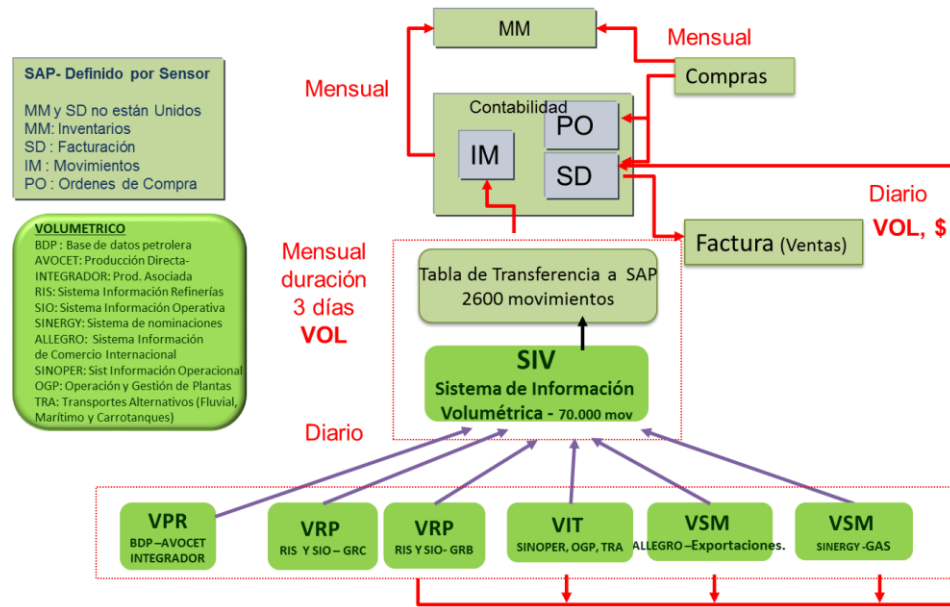 MM
Mensual
Mensual
Compras
SAP- Definido por Sensor
MM y SD no están Unidos
MM: Inventarios
SD : Facturación
IM : Movimientos
PO : Ordenes de Compra
Contabilidad
PO
IM
SD
Diario
VOL, $
Factura (Ventas)
VOLUMETRICO
BDP : Base de datos petrolera
AVOCET: Producción Directa-
INTEGRADOR: Prod. Asociada
RIS: Sistema Información Refinerías
SIO: Sistema Información Operativa
SINERGY: Sistema de nominaciones
ALLEGRO: Sistema Información
de Comercio Internacional
SINOPER: Sist Información Operacional
OGP: Operación y Gestión de Plantas
TRA: Transportes Alternativos (Fluvial,
Marítimo y Carrotanques)
Mensual
duración
3 días
VOL
Tabla de Transferencia a SAP
2600 movimientos
SIV
Sistema de Información
Volumétrica - 70.000 mov
Diario
VPR
BDP –AVOCET
INTEGRADOR
VRP
RIS Y SIO – GRC
VRP
RIS Y SIO- GRB
VIT
SINOPER, OGP, TRA
VSM
ALLEGRO –Exportaciones.
VSM
SINERGY -GAS